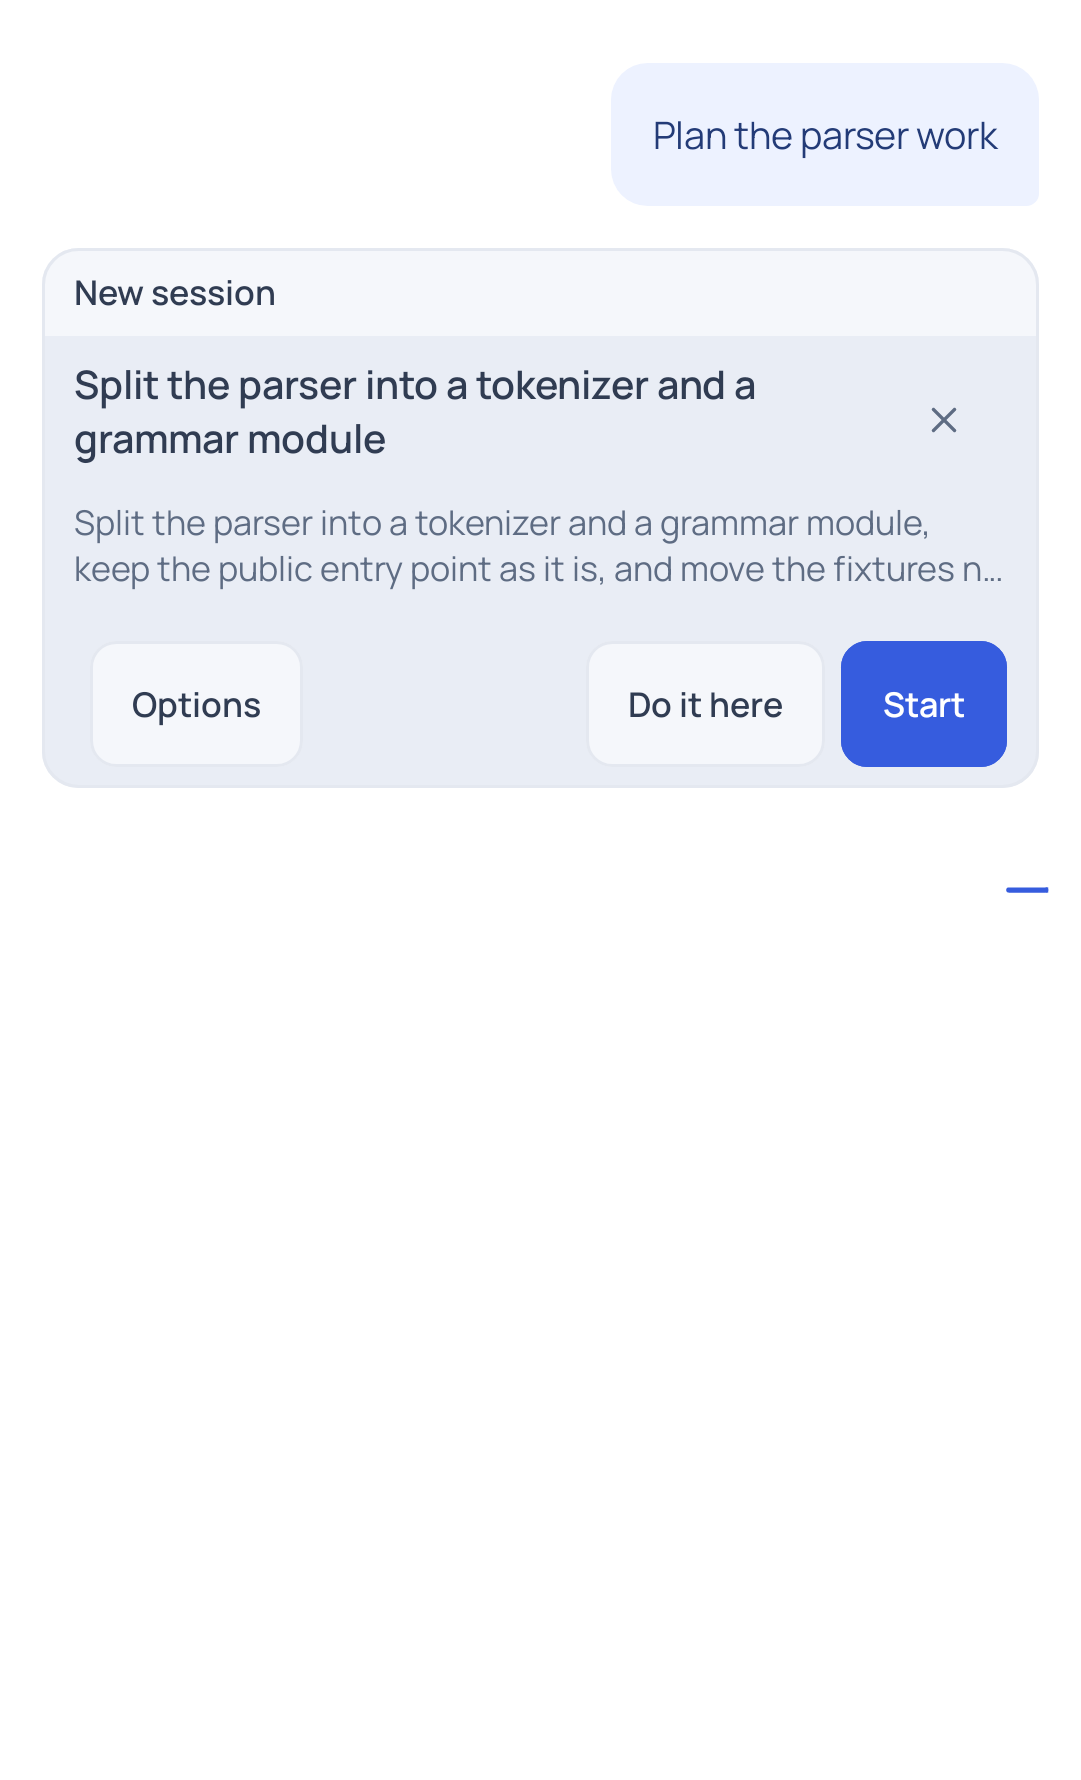 Plan the parser work
New session
Split the parser into a tokenizer and a
grammar module
Split the parser into a tokenizer and a grammar module,
keep the public entry point as it is, and move the fixtures n...
Options
Do it here
Start